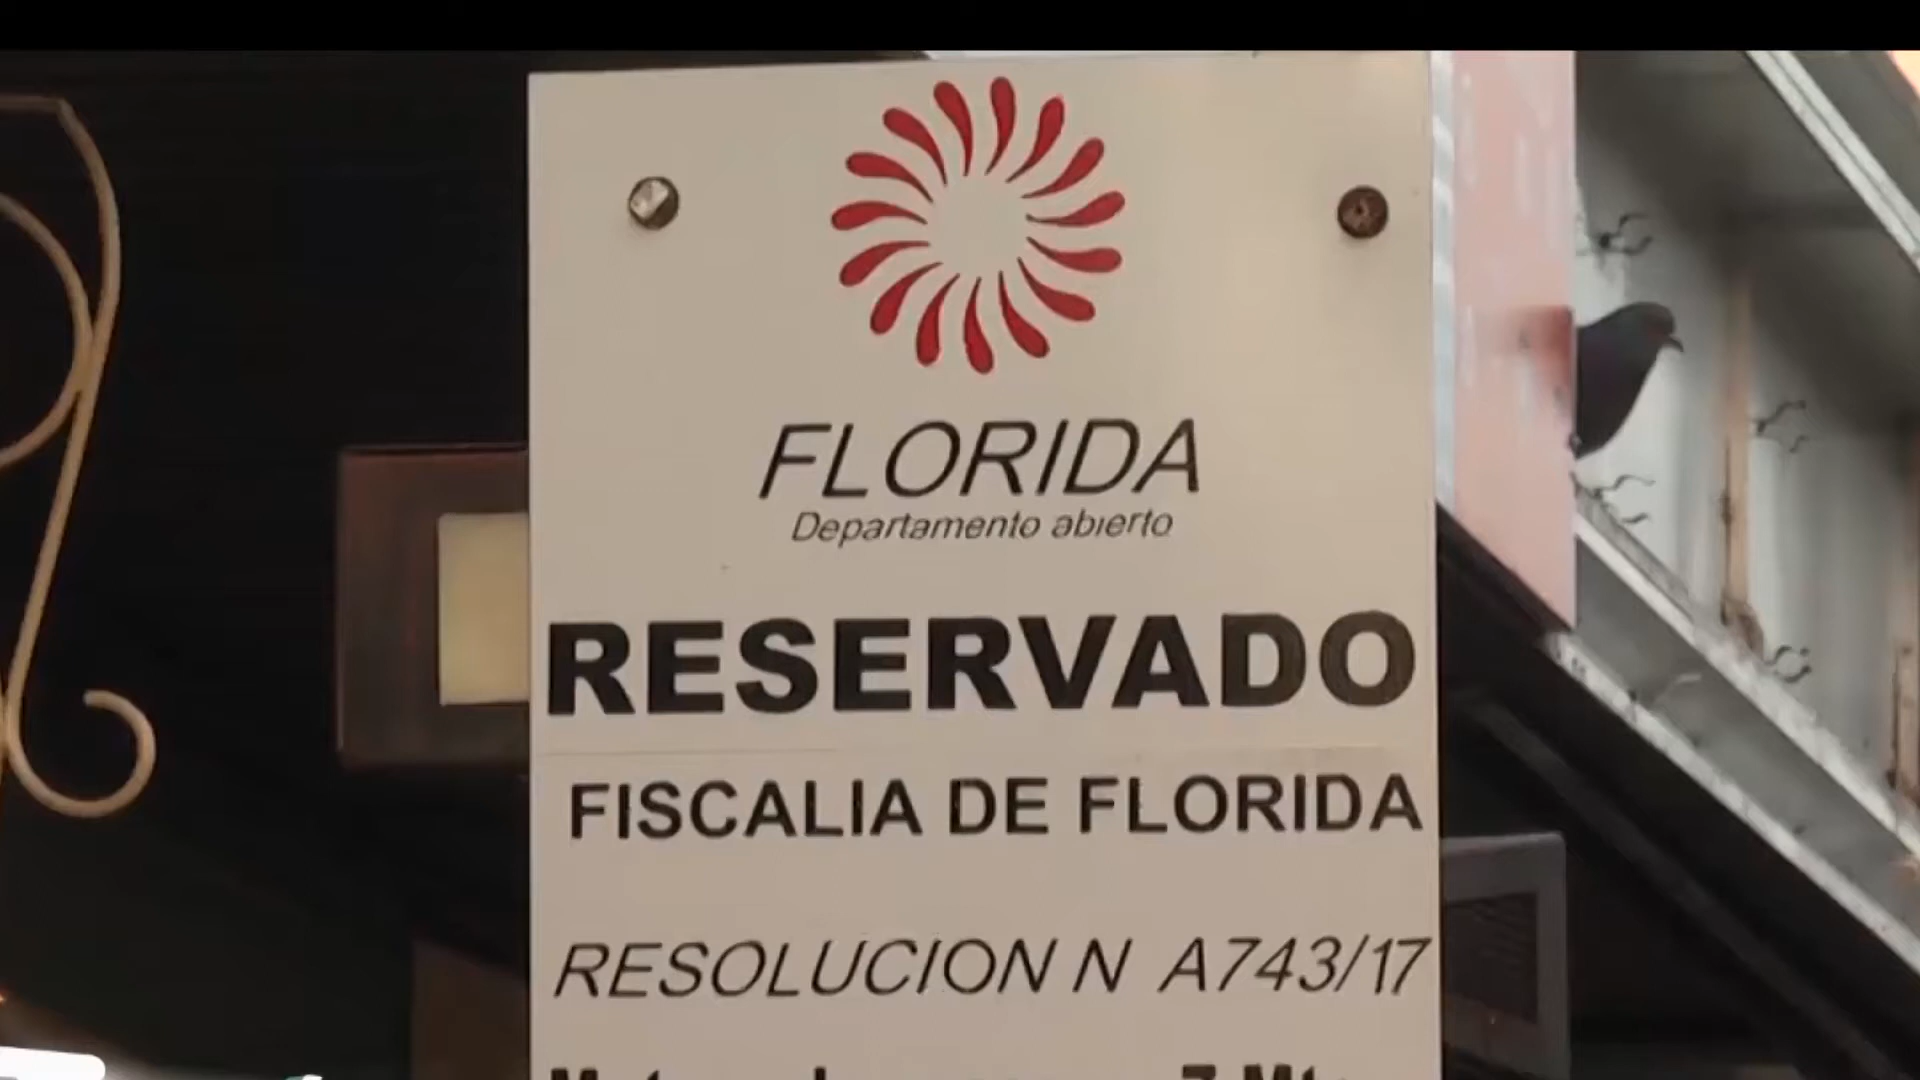 FLORIDA
Departamento abierto
RESERVADO
FISCALIA DE FLORIDA
RESOLUCION N A743/17